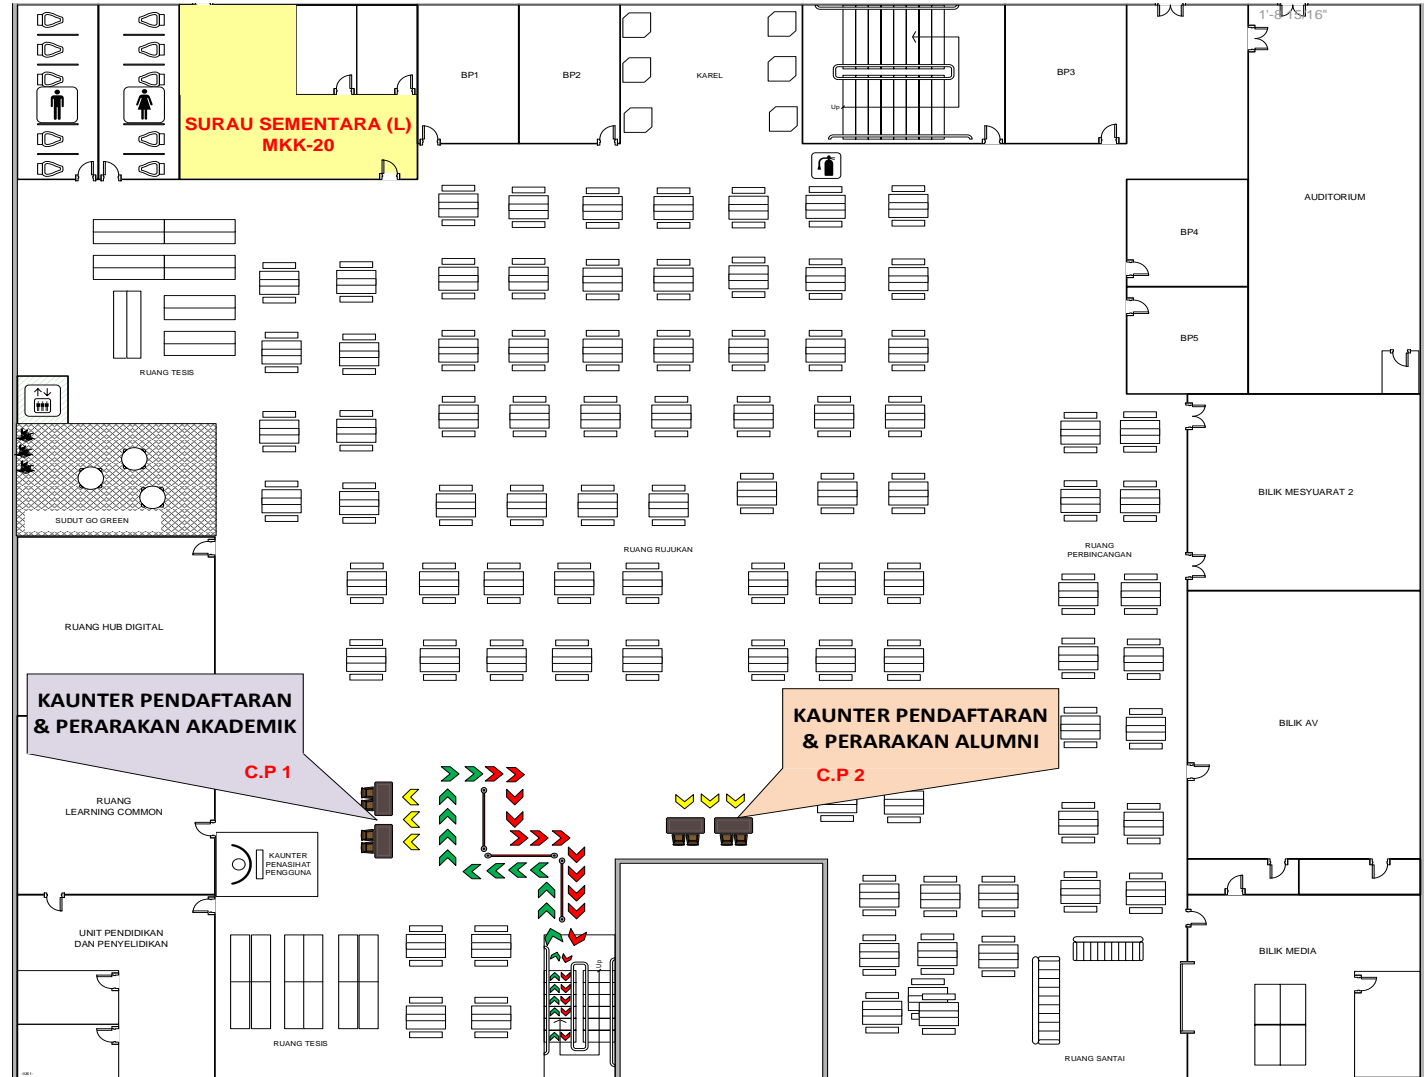 1'-8 15/16"
BP1
BP2
KAREL
BP3
Up
SURAU SEMENTARA (L)
MKK-20
AUDITORIUM
BP4
BP5
RUANG TESIS
SUDUT GO GREEN
BILIK MESYUARAT 2
RUANG RUJUKAN
RUANG
PERBINCANGAN
RUANG HUB DIGITAL
KAUNTER PENDAFTARAN
& PERARAKAN AKADEMIK
C.P 1
KAUNTER PENDAFTARAN
& PERARAKAN ALUMNI
C.P 2
BILIK AV
RUANG
LEARNING COMMON
KAUNTER
PENASIHAT
PENGGUNA
UNIT PENDIDIKAN
DAN PENYELIDIKAN
BILIK MEDIA
Up
RUANG TESIS
RUANG SANTAI